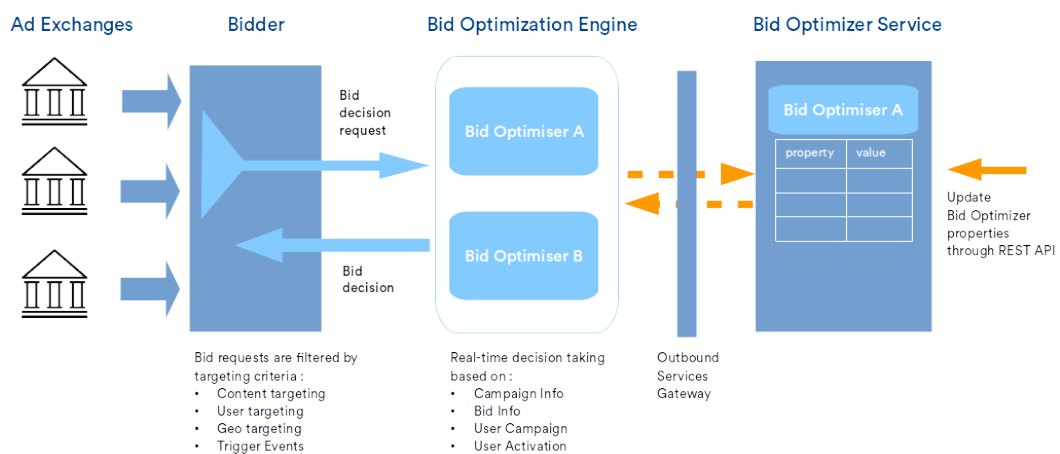 Ad Exchanges
Bidder
Bid Optimization Engine
Bid Optimizer Service
Bid
decision
request
Bid
decision
Bid Optimiser A
Bid Optimiser B
Bid Optimiser A
property value
Update
Bid Optimizer
properties
through REST API
Bid requests are filtered by
targeting criteria :
• Content targeting
• User targeting
• Geo targeting
• Trigger Events
Real-time decision taking
based on :
• Campaign Info
• Bid Info
• User Campaign
• User Activation
Outbound
Services
Gateway